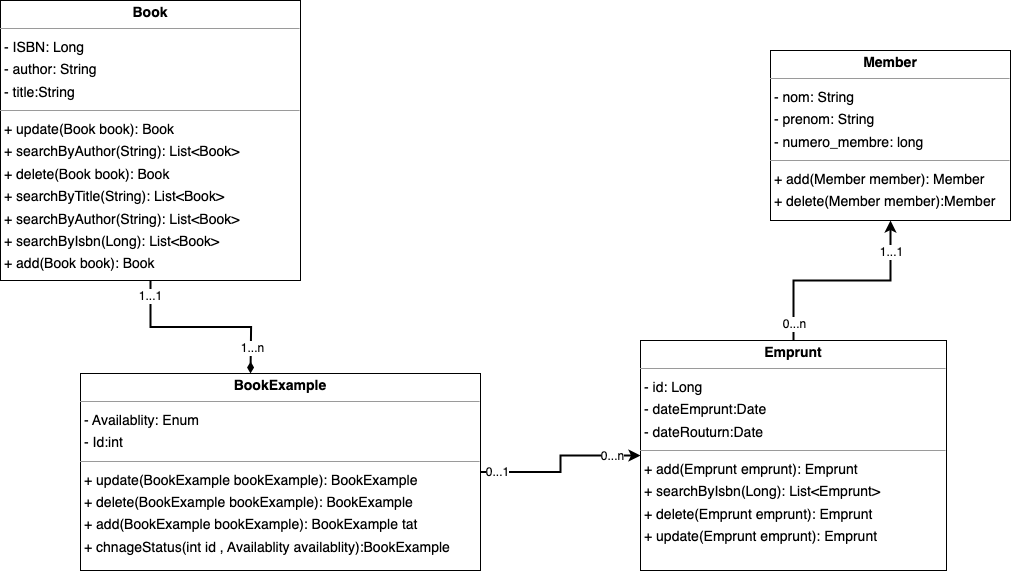 Book
- ISBN: Long
- author: String
- title:String
+ update(Book book): Book
+ searchByAuthor(String): List<Book>
+ delete(Book book): Book
+ searchByTitle(String): List<Book>
+ searchByAuthor(String): List<Book>
+ searchByIsbn(Long): List<Book>
+ add(Book book): Book
1...1
1...n
BookExample
- Availablity: Enum
- Id:int
+ update(BookExample bookExample): BookExample
+ delete(BookExample bookExample): BookExample
+ add(BookExample bookExample): BookExample tat
+ chnageStatus(int id , Availablity availablity):BookExample
0...1
0...n
Member
- nom: String
- prenom: String
- numero_membre: long
+ add(Member member): Member
+ delete(Member member):Member
1...1
0...n
Emprunt
- id: Long
- dateEmprunt:Date
- dateRouturn:Date
+ add(Emprunt emprunt): Emprunt
+ searchByIsbn(Long): List<Emprunt>
+ delete(Emprunt emprunt): Emprunt
+ update(Emprunt emprunt): Emprunt